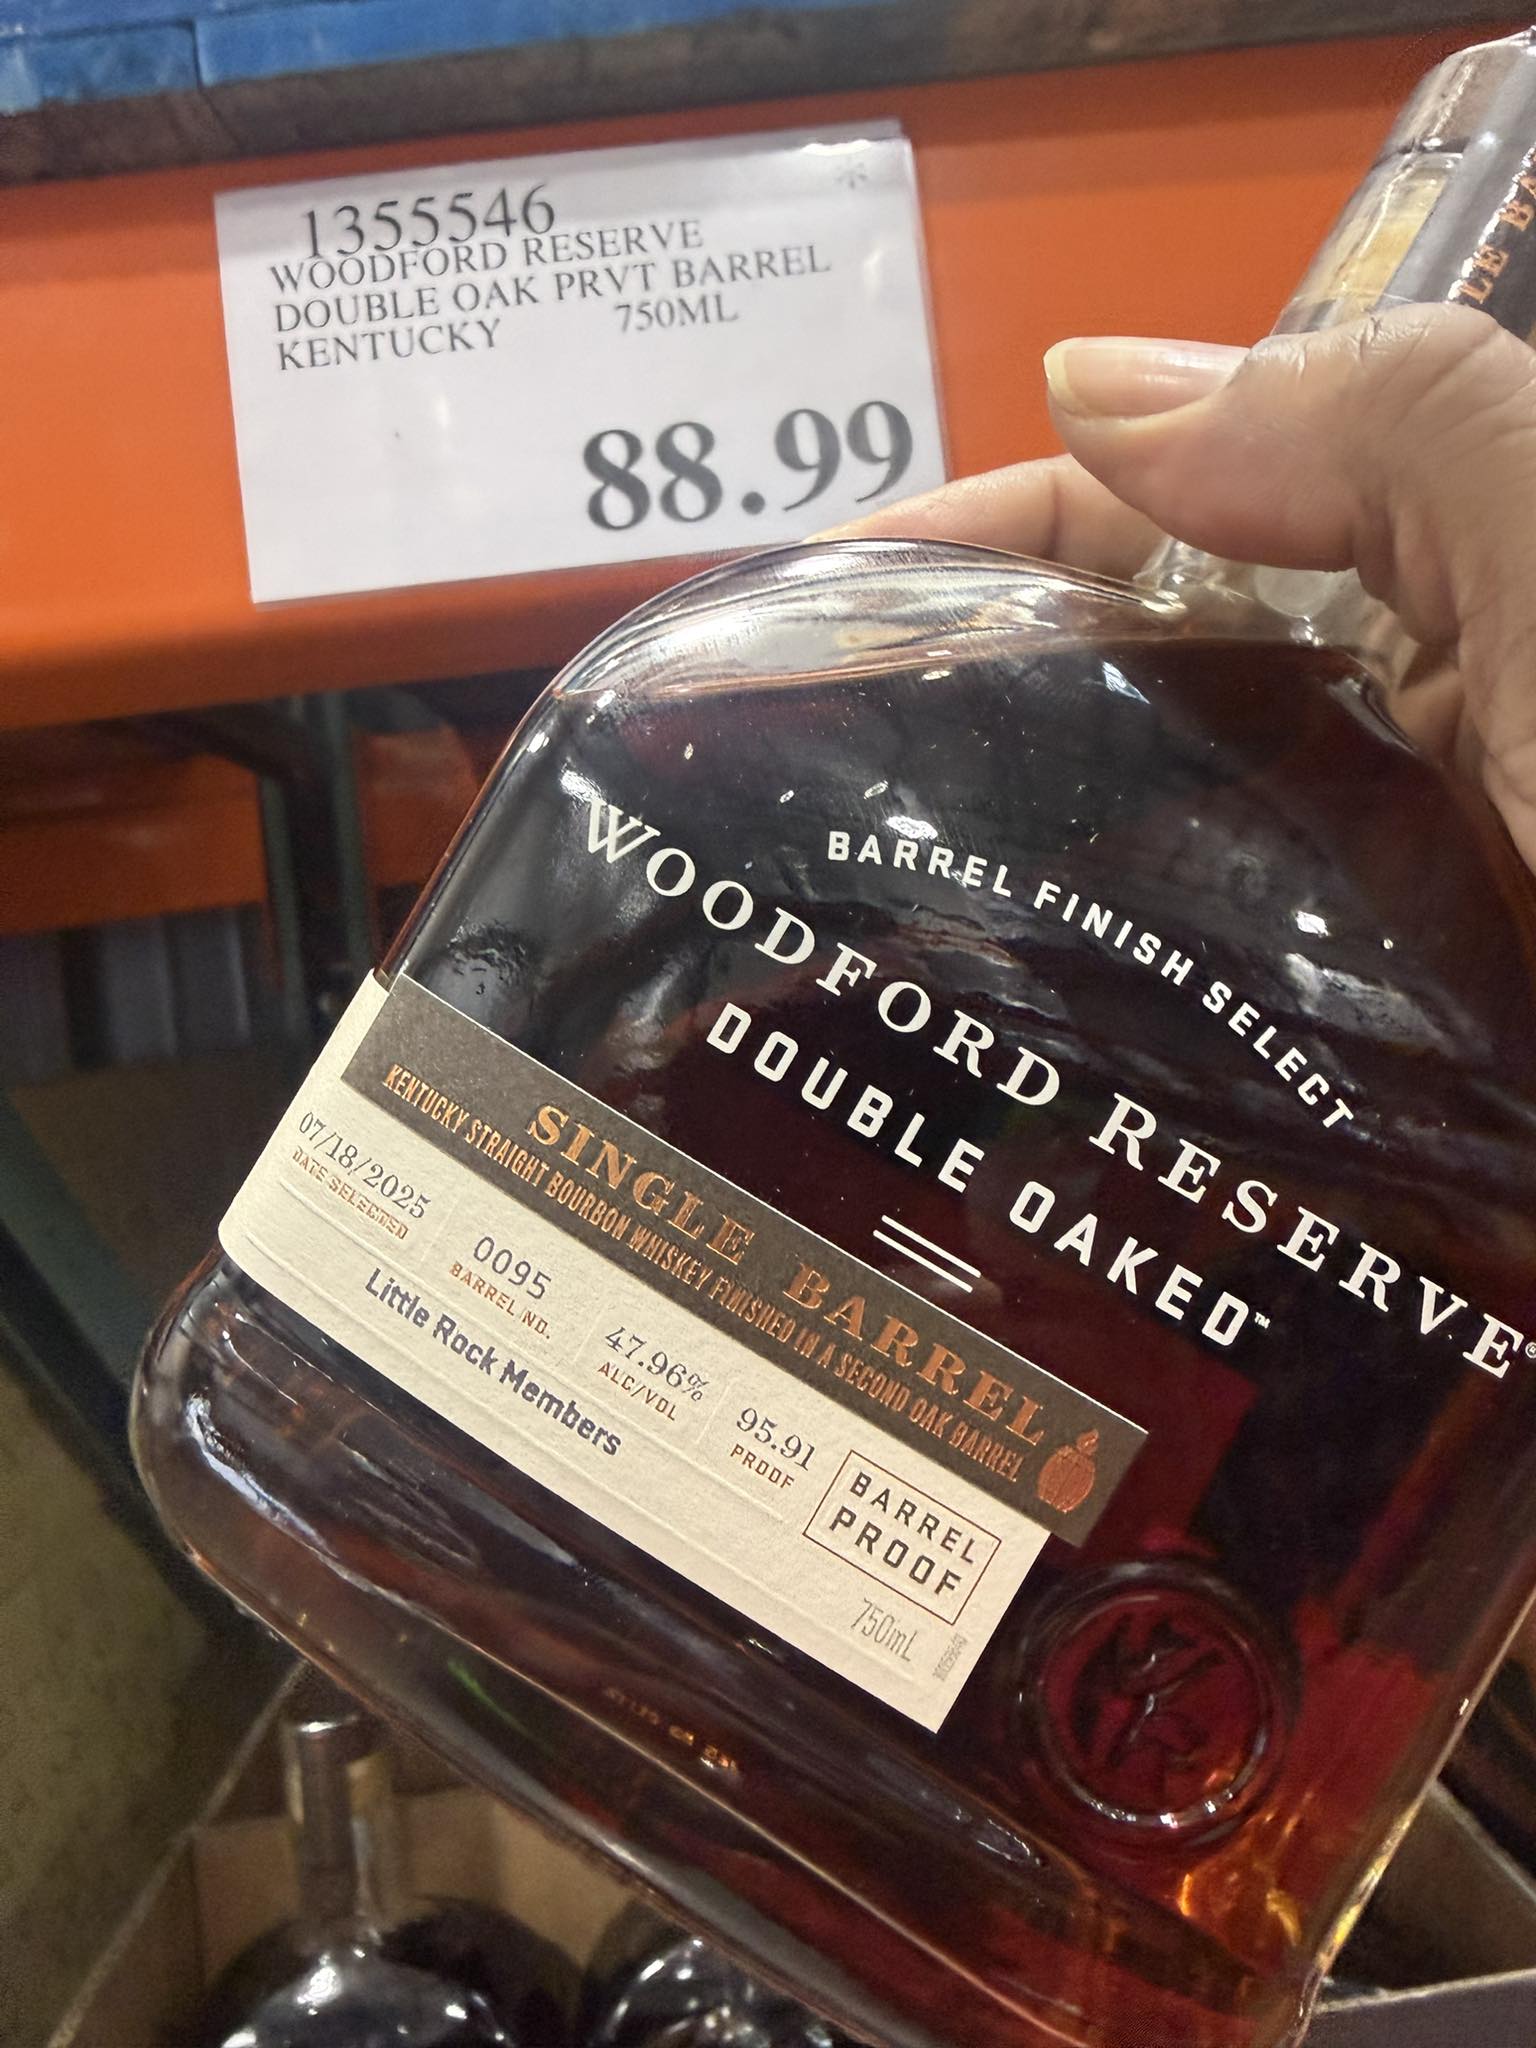 1355546
WOODFORD RESERVE
DOUBLE OAK PRVT BARREL
KENTUCKY 750ML
88.99
BARREL FINISH SELECT
WOODFORD RESERVE®
DOUBLE OAKED™
SINGLE BARREL
KENTUCKY STRAIGHT BOURBON WHISKEY FINISHED IN A SECOND OAK BARREL
07/18/2025
DATE SELECTED
0095
BARREL NO.
47.96%
ALC/VOL
95.91
PROOF
BARREL
PROOF
Little Rock Members
750mL